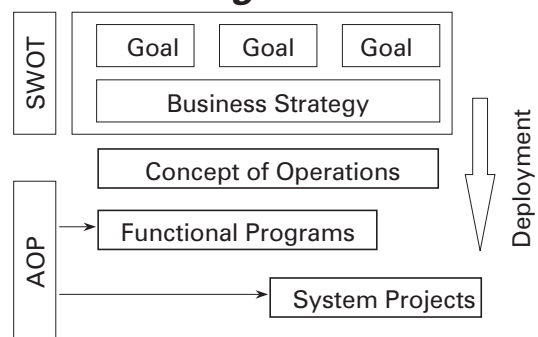 SWOT
Goal Goal Goal
Business Strategy
Concept of Operations
Deployment
AOP
Functional Programs
System Projects